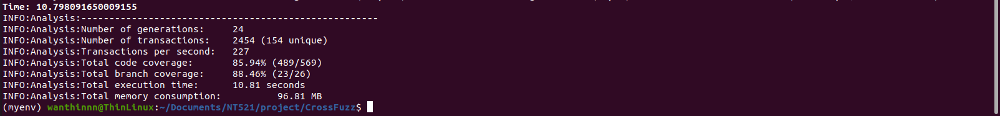 Time: 10.798091650009155
INFO:Analysis:-----------------------------------------------------
INFO:Analysis:Number of generations:     24
INFO:Analysis:Number of transactions:    2454 (154 unique)
INFO:Analysis:Transactions per second:   227
INFO:Analysis:Total code coverage:       85.94% (489/569)
INFO:Analysis:Total branch coverage:     88.46% (23/26)
INFO:Analysis:Total execution time:      10.81 seconds
INFO:Analysis:Total memory consumption:          96.81 MB
(myenv) wanthinnn@ThinLinux:~/Documents/NT521/project/CrossFuzz$